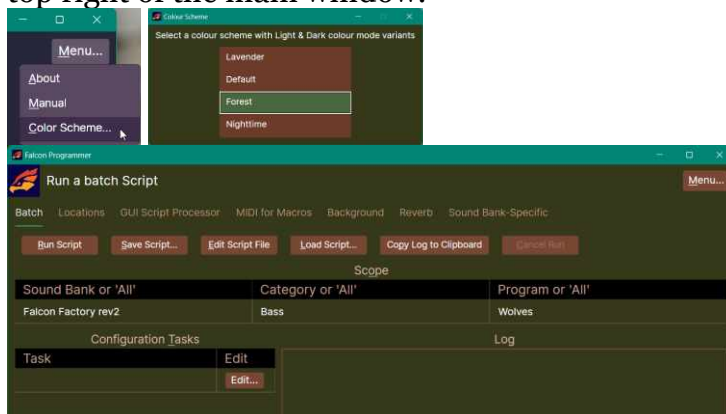 top-right of the main window.
Menu...
About
Manual
Color Scheme...
Colour Scheme
Select a colour scheme with Light & Dark colour mode variants
Lavender
Default
Forest
Nighttime
Falcon Programmer
Run a batch Script
Menu...
Batch Locations GUI Script Processor MIDI for Macros Background Reverb Sound Bank-Specific
Run Script Save Script... Edit Script File Load Script... Copy Log to Clipboard Cancel Run
Scope
Sound Bank or 'All' Category or 'All' Program or 'All'
Falcon Factory rev2 Bass Wolves
Configuration Tasks Log
Task Edit
Edit...